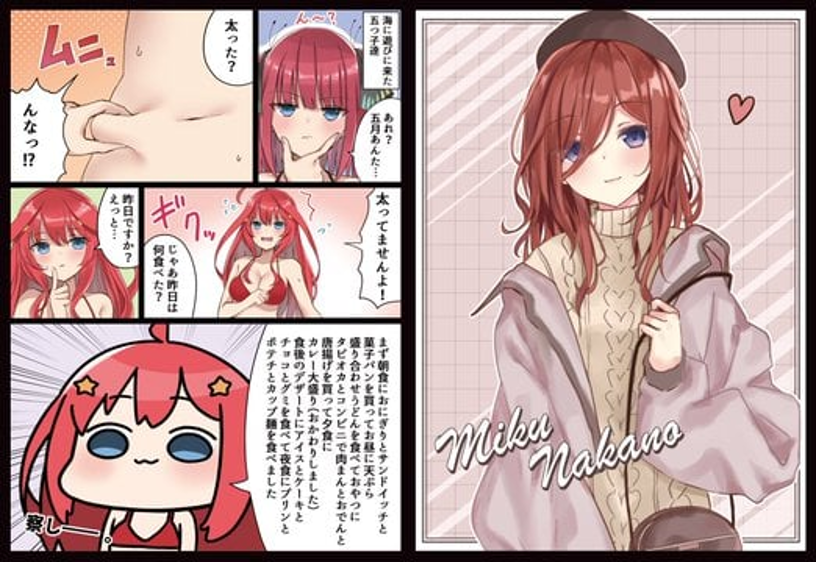 海に遊びに来た
五つ子達
ん~?
あれ?
五月あんた…
太った?
ムニュ
んなっ!?
太ってませんよ!
ギクッ
じゃあ昨日は
何食べた?
昨日ですか?
えっと…
まず朝食におにぎりとサンドイッチと
菓子パンを買ってお昼に天ぷら
盛り合わせうどんを食べておやつに
タピオカとコンビニで肉まんとおでんと
唐揚げを買って夕食に
カレー大盛り(おかわりしました)
食後のデザートにアイスとケーキと
チョコとグミを食べて夜食にプリンと
ポテチとカップ麺を食べました
察し――。
Miku
Nakano